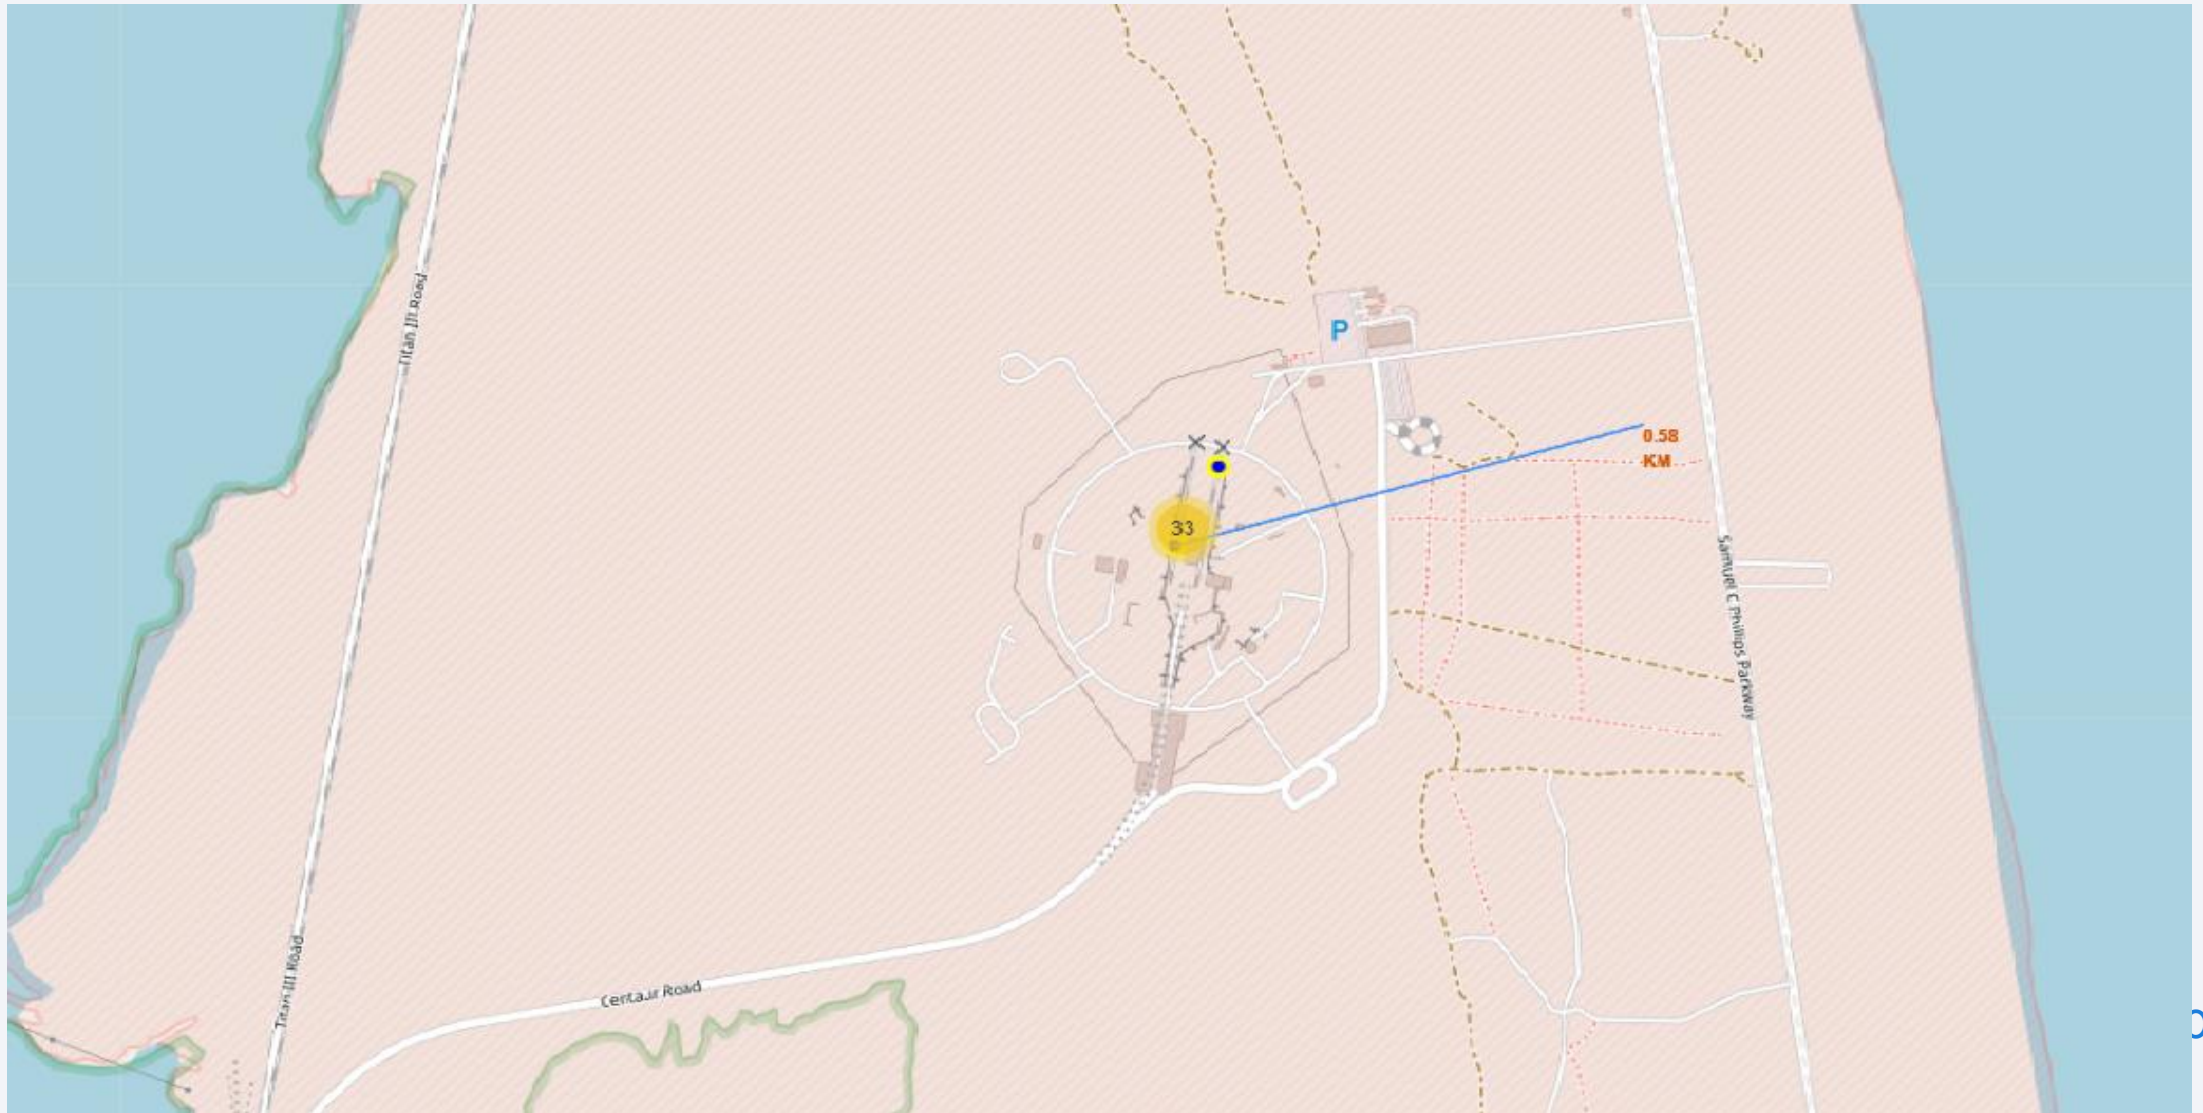 Titan III Road
P
0.58
KM
33
Samuel C Phillips Parkway
Titan III Road
Centaur Road